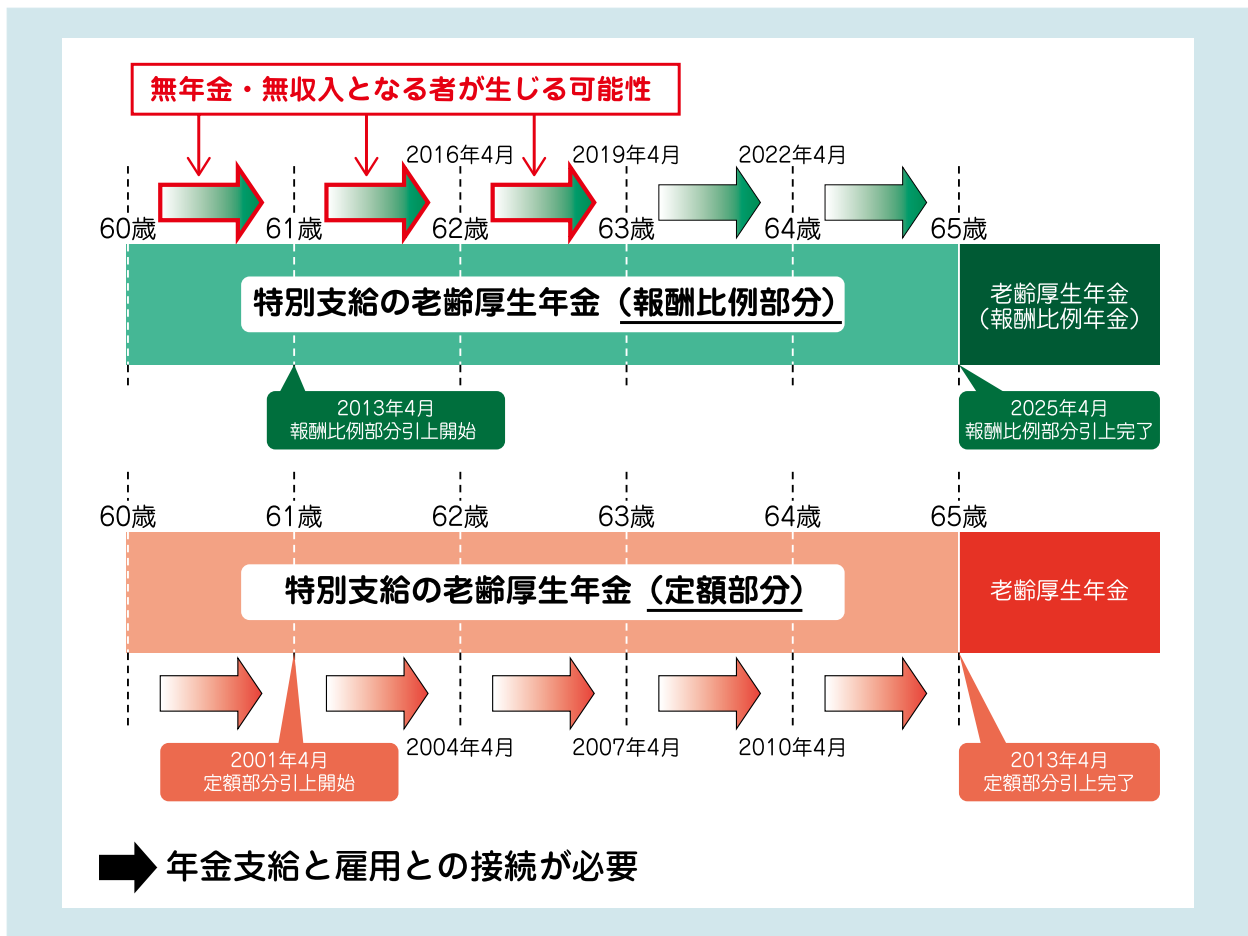 無年金・無収入となる者が生じる可能性
2016年4月
2019年4月
2022年4月
60歳
61歳
62歳
63歳
64歳
65歳
特別支給の老齢厚生年金（報酬比例部分）
老齢厚生年金
（報酬比例年金）
2013年4月
報酬比例部分引上開始
2025年4月
報酬比例部分引上完了
60歳
61歳
62歳
63歳
64歳
65歳
特別支給の老齢厚生年金（定額部分）
老齢厚生年金
2001年4月
定額部分引上開始
2004年4月
2007年4月
2010年4月
2013年4月
定額部分引上完了
年金支給と雇用との接続が必要